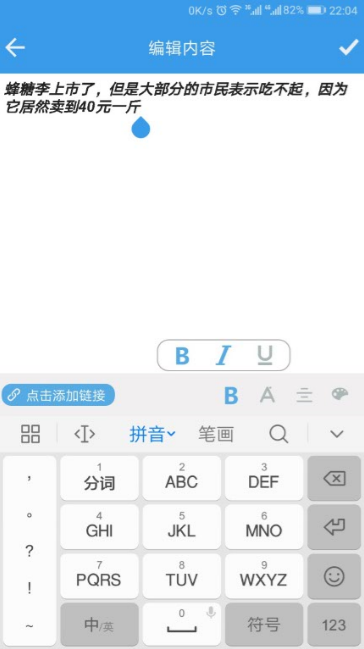 0K/s 82% 22:04
编辑内容
蜂糖李上市了，但是大部分的市民表示吃不起，因为
它居然卖到40元一斤
B I U
点击添加链接 B A
拼音 笔画
, 1 分词 2 ABC 3 DEF
。 4 GHI 5 JKL 6 MNO
?
! 7 PQRS 8 TUV 9 WXYZ
~ 中/英 0 符号 123